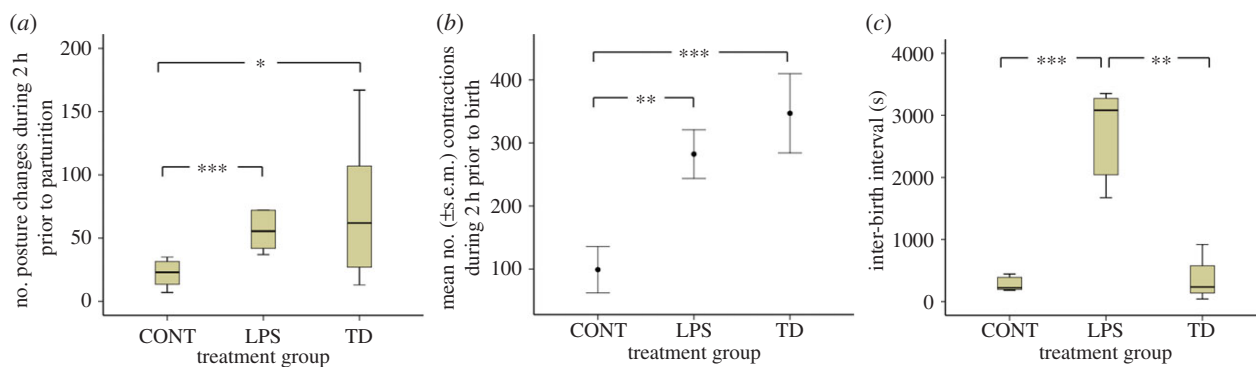 (a)
no. posture changes during 2 h
prior to parturition
200
150
100
50
0
*
***
CONT LPS TD
treatment group
(b)
mean no. (±s.e.m.) contractions
during 2 h prior to birth
400
300
200
100
***
**
CONT LPS TD
treatment group
(c)
inter-birth interval (s)
4000
3000
2000
1000
0
*** **
CONT LPS TD
treatment group